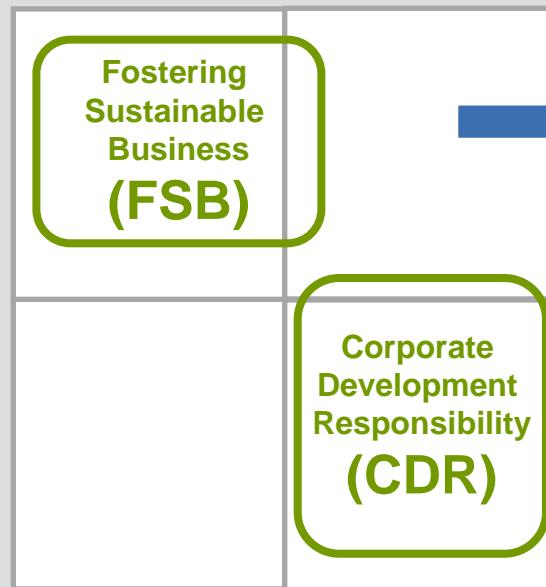 Fostering
Sustainable
Business
(FSB)
Corporate
Development
Responsibility
(CDR)